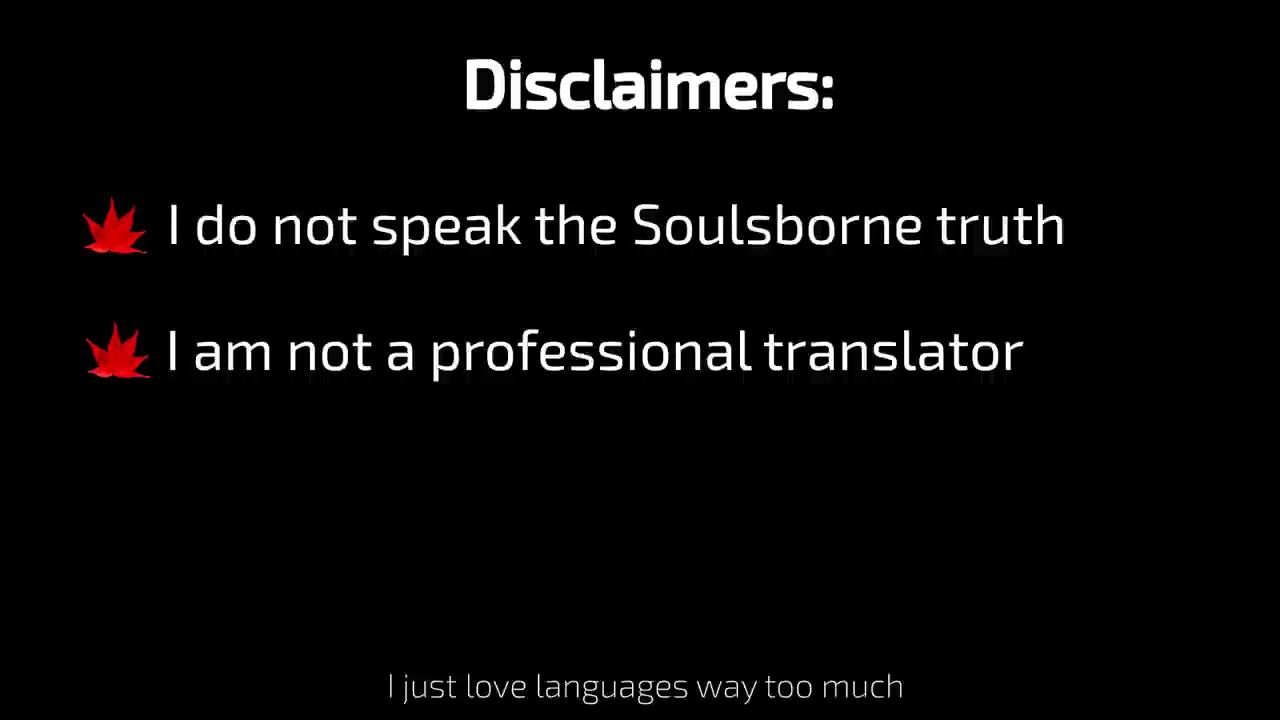 Disclaimers:
I do not speak the Soulsborne truth
I am not a professional translator
I just love languages way too much